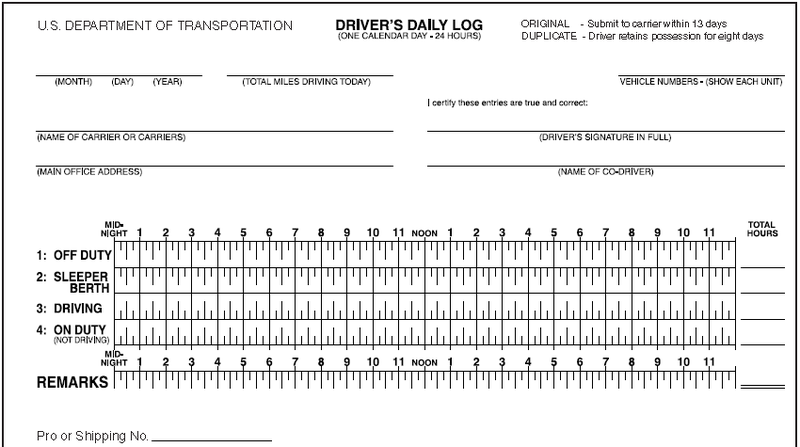 U.S. DEPARTMENT OF TRANSPORTATION
DRIVER'S DAILY LOG
(ONE CALENDAR DAY - 24 HOURS)
ORIGINAL - Submit to carrier within 13 days
DUPLICATE - Driver retains possession for eight days
(MONTH) (DAY) (YEAR)
(TOTAL MILES DRIVING TODAY)
VEHICLE NUMBERS - (SHOW EACH UNIT)
I certify these entries are true and correct:
(NAME OF CARRIER OR CARRIERS)
(DRIVER'S SIGNATURE IN FULL)
(MAIN OFFICE ADDRESS)
(NAME OF CO-DRIVER)
MID-
NIGHT 1 2 3 4 5 6 7 8 9 10 11 NOON 1 2 3 4 5 6 7 8 9 10 11
TOTAL
HOURS
1: OFF DUTY
2: SLEEPER
BERTH
3: DRIVING
4: ON DUTY
(NOT DRIVING)
MID-
NIGHT 1 2 3 4 5 6 7 8 9 10 11 NOON 1 2 3 4 5 6 7 8 9 10 11
REMARKS
Pro or Shipping No.